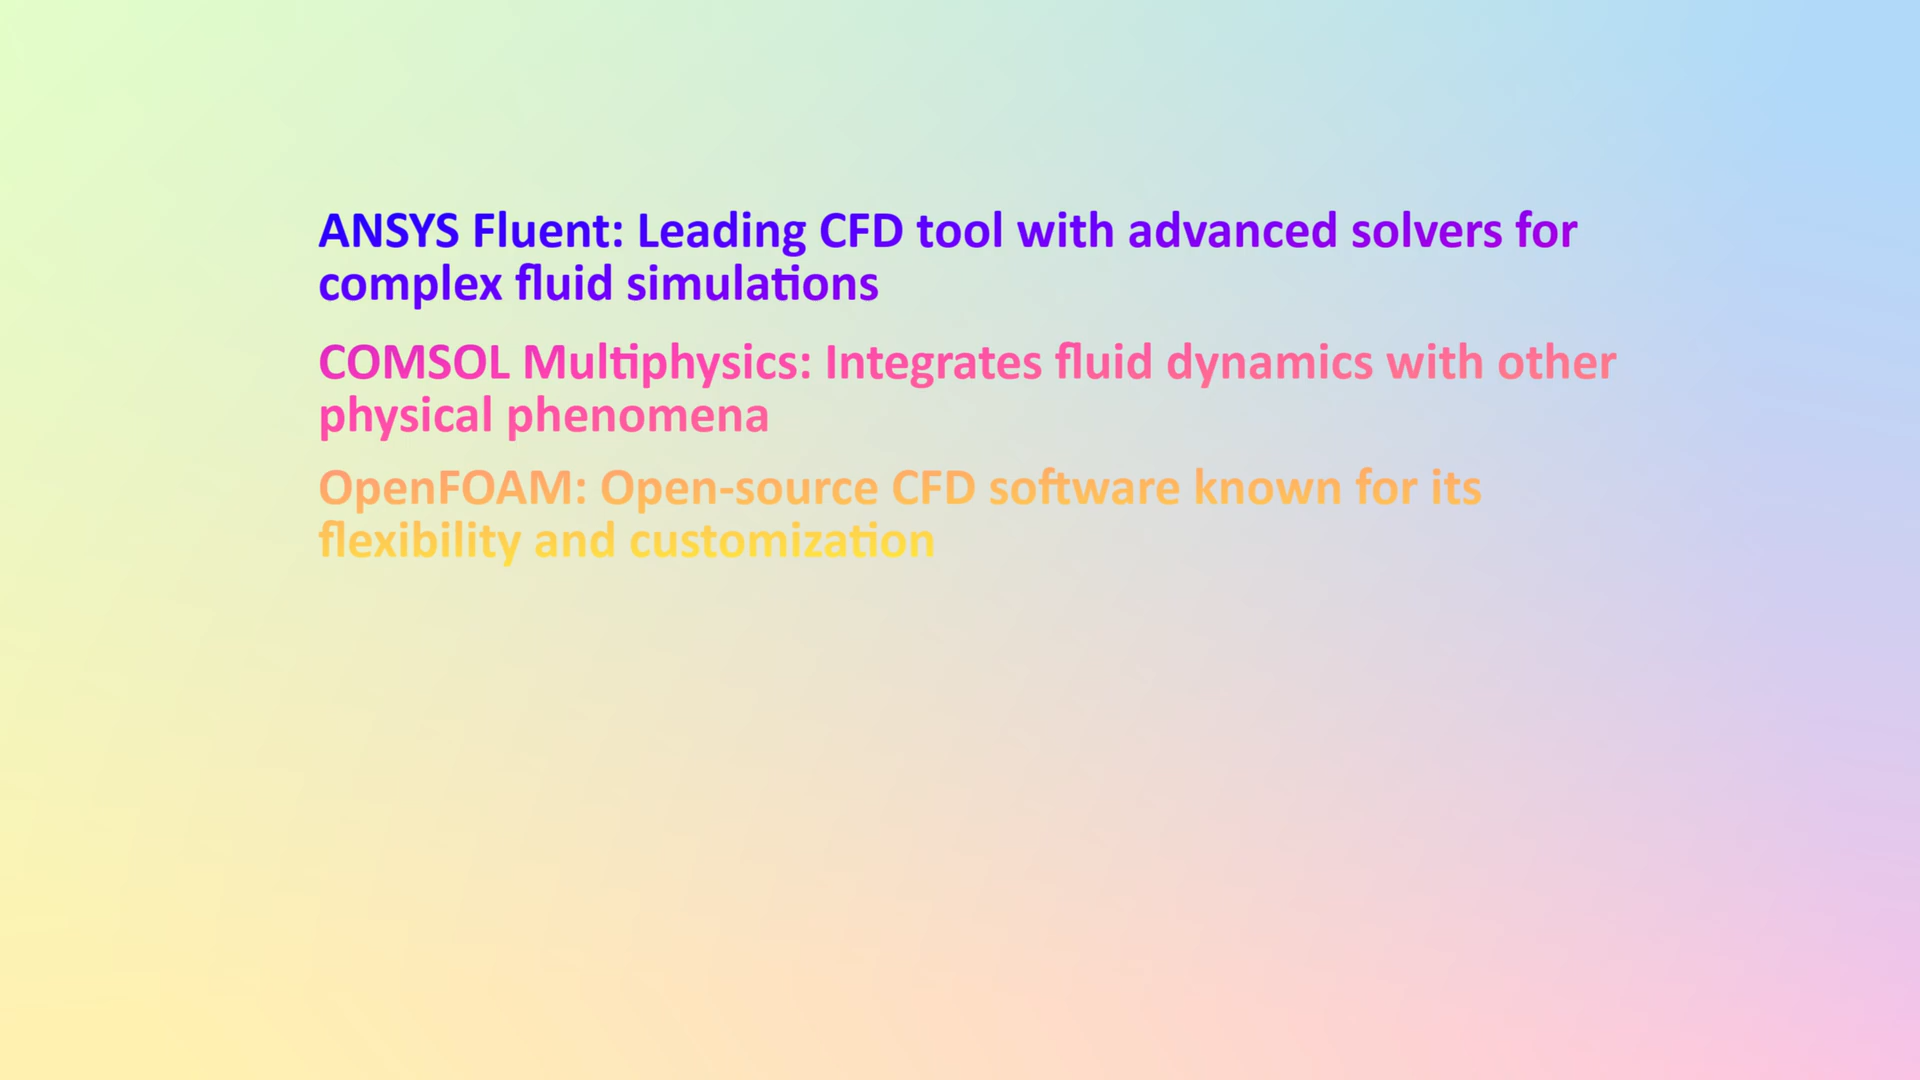 ANSYS Fluent: Leading CFD tool with advanced solvers for
complex fluid simulations
COMSOL Multiphysics: Integrates fluid dynamics with other
physical phenomena
OpenFOAM: Open-source CFD software known for its
flexibility and customization